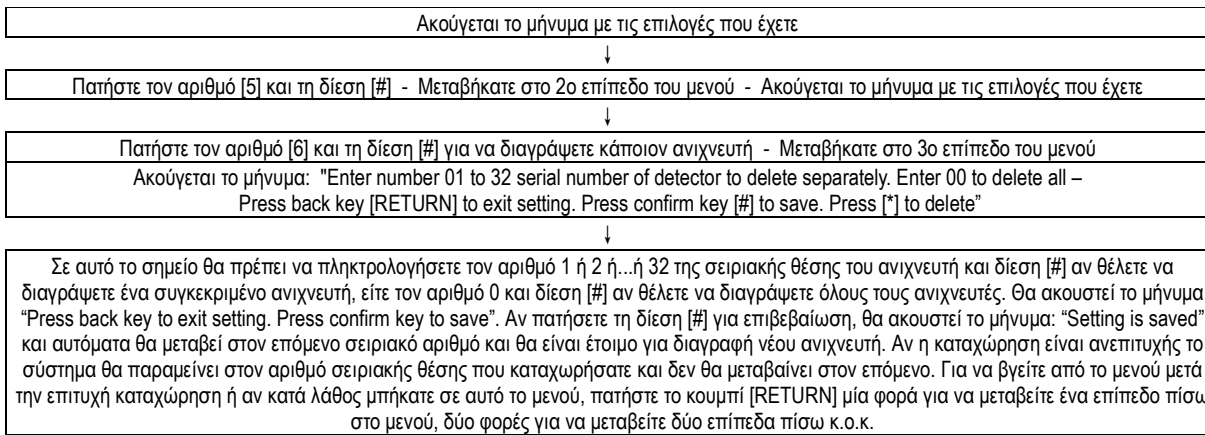 Ακούγεται το μήνυμα με τις επιλογές που έχετε
↓
Πατήστε τον αριθμό [5] και τη δίεση [#] - Μεταβήκατε στο 2ο επίπεδο του μενού - Ακούγεται το μήνυμα με τις επιλογές που έχετε
↓
Πατήστε τον αριθμό [6] και τη δίεση [#] για να διαγράψετε κάποιον ανιχνευτή - Μεταβήκατε στο 3ο επίπεδο του μενού
Ακούγεται το μήνυμα: "Enter number 01 to 32 serial number of detector to delete separately. Enter 00 to delete all –
Press back key [RETURN] to exit setting. Press confirm key [#] to save. Press [*] to delete”
↓
Σε αυτό το σημείο θα πρέπει να πληκτρολογήσετε τον αριθμό 1 ή 2 ή...ή 32 της σειριακής θέσης του ανιχνευτή και δίεση [#] αν θέλετε να
διαγράψετε ένα συγκεκριμένο ανιχνευτή, είτε τον αριθμό 0 και δίεση [#] αν θέλετε να διαγράψετε όλους τους ανιχνευτές. Θα ακουστεί το μήνυμα
“Press back key to exit setting. Press confirm key to save”. Αν πατήσετε τη δίεση [#] για επιβεβαίωση, θα ακουστεί το μήνυμα: “Setting is saved”
και αυτόματα θα μεταβεί στον επόμενο σειριακό αριθμό και θα είναι έτοιμο για διαγραφή νέου ανιχνευτή. Αν η καταχώρηση είναι ανεπιτυχής το
σύστημα θα παραμείνει στον αριθμό σειριακής θέσης που καταχωρήσατε και δεν θα μεταβαίνει στον επόμενο. Για να βγείτε από το μενού μετά
την επιτυχή καταχώρηση ή αν κατά λάθος μπήκατε σε αυτό το μενού, πατήστε το κουμπί [RETURN] μία φορά για να μεταβείτε ένα επίπεδο πίσω
στο μενού, δύο φορές για να μεταβείτε δύο επίπεδα πίσω κ.ο.κ.